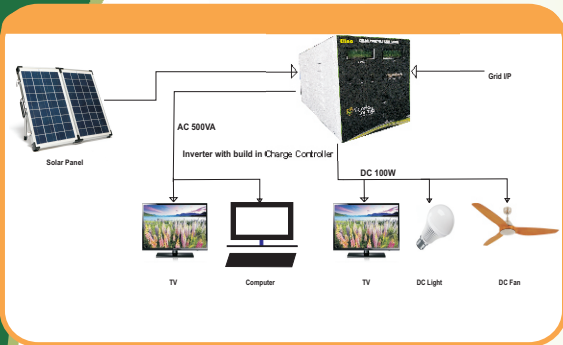 Grid I/P
Solar Panel
AC 500VA
Inverter with build in Charge Controller
DC 100W
TV
Computer
TV
DC Light
DC Fan